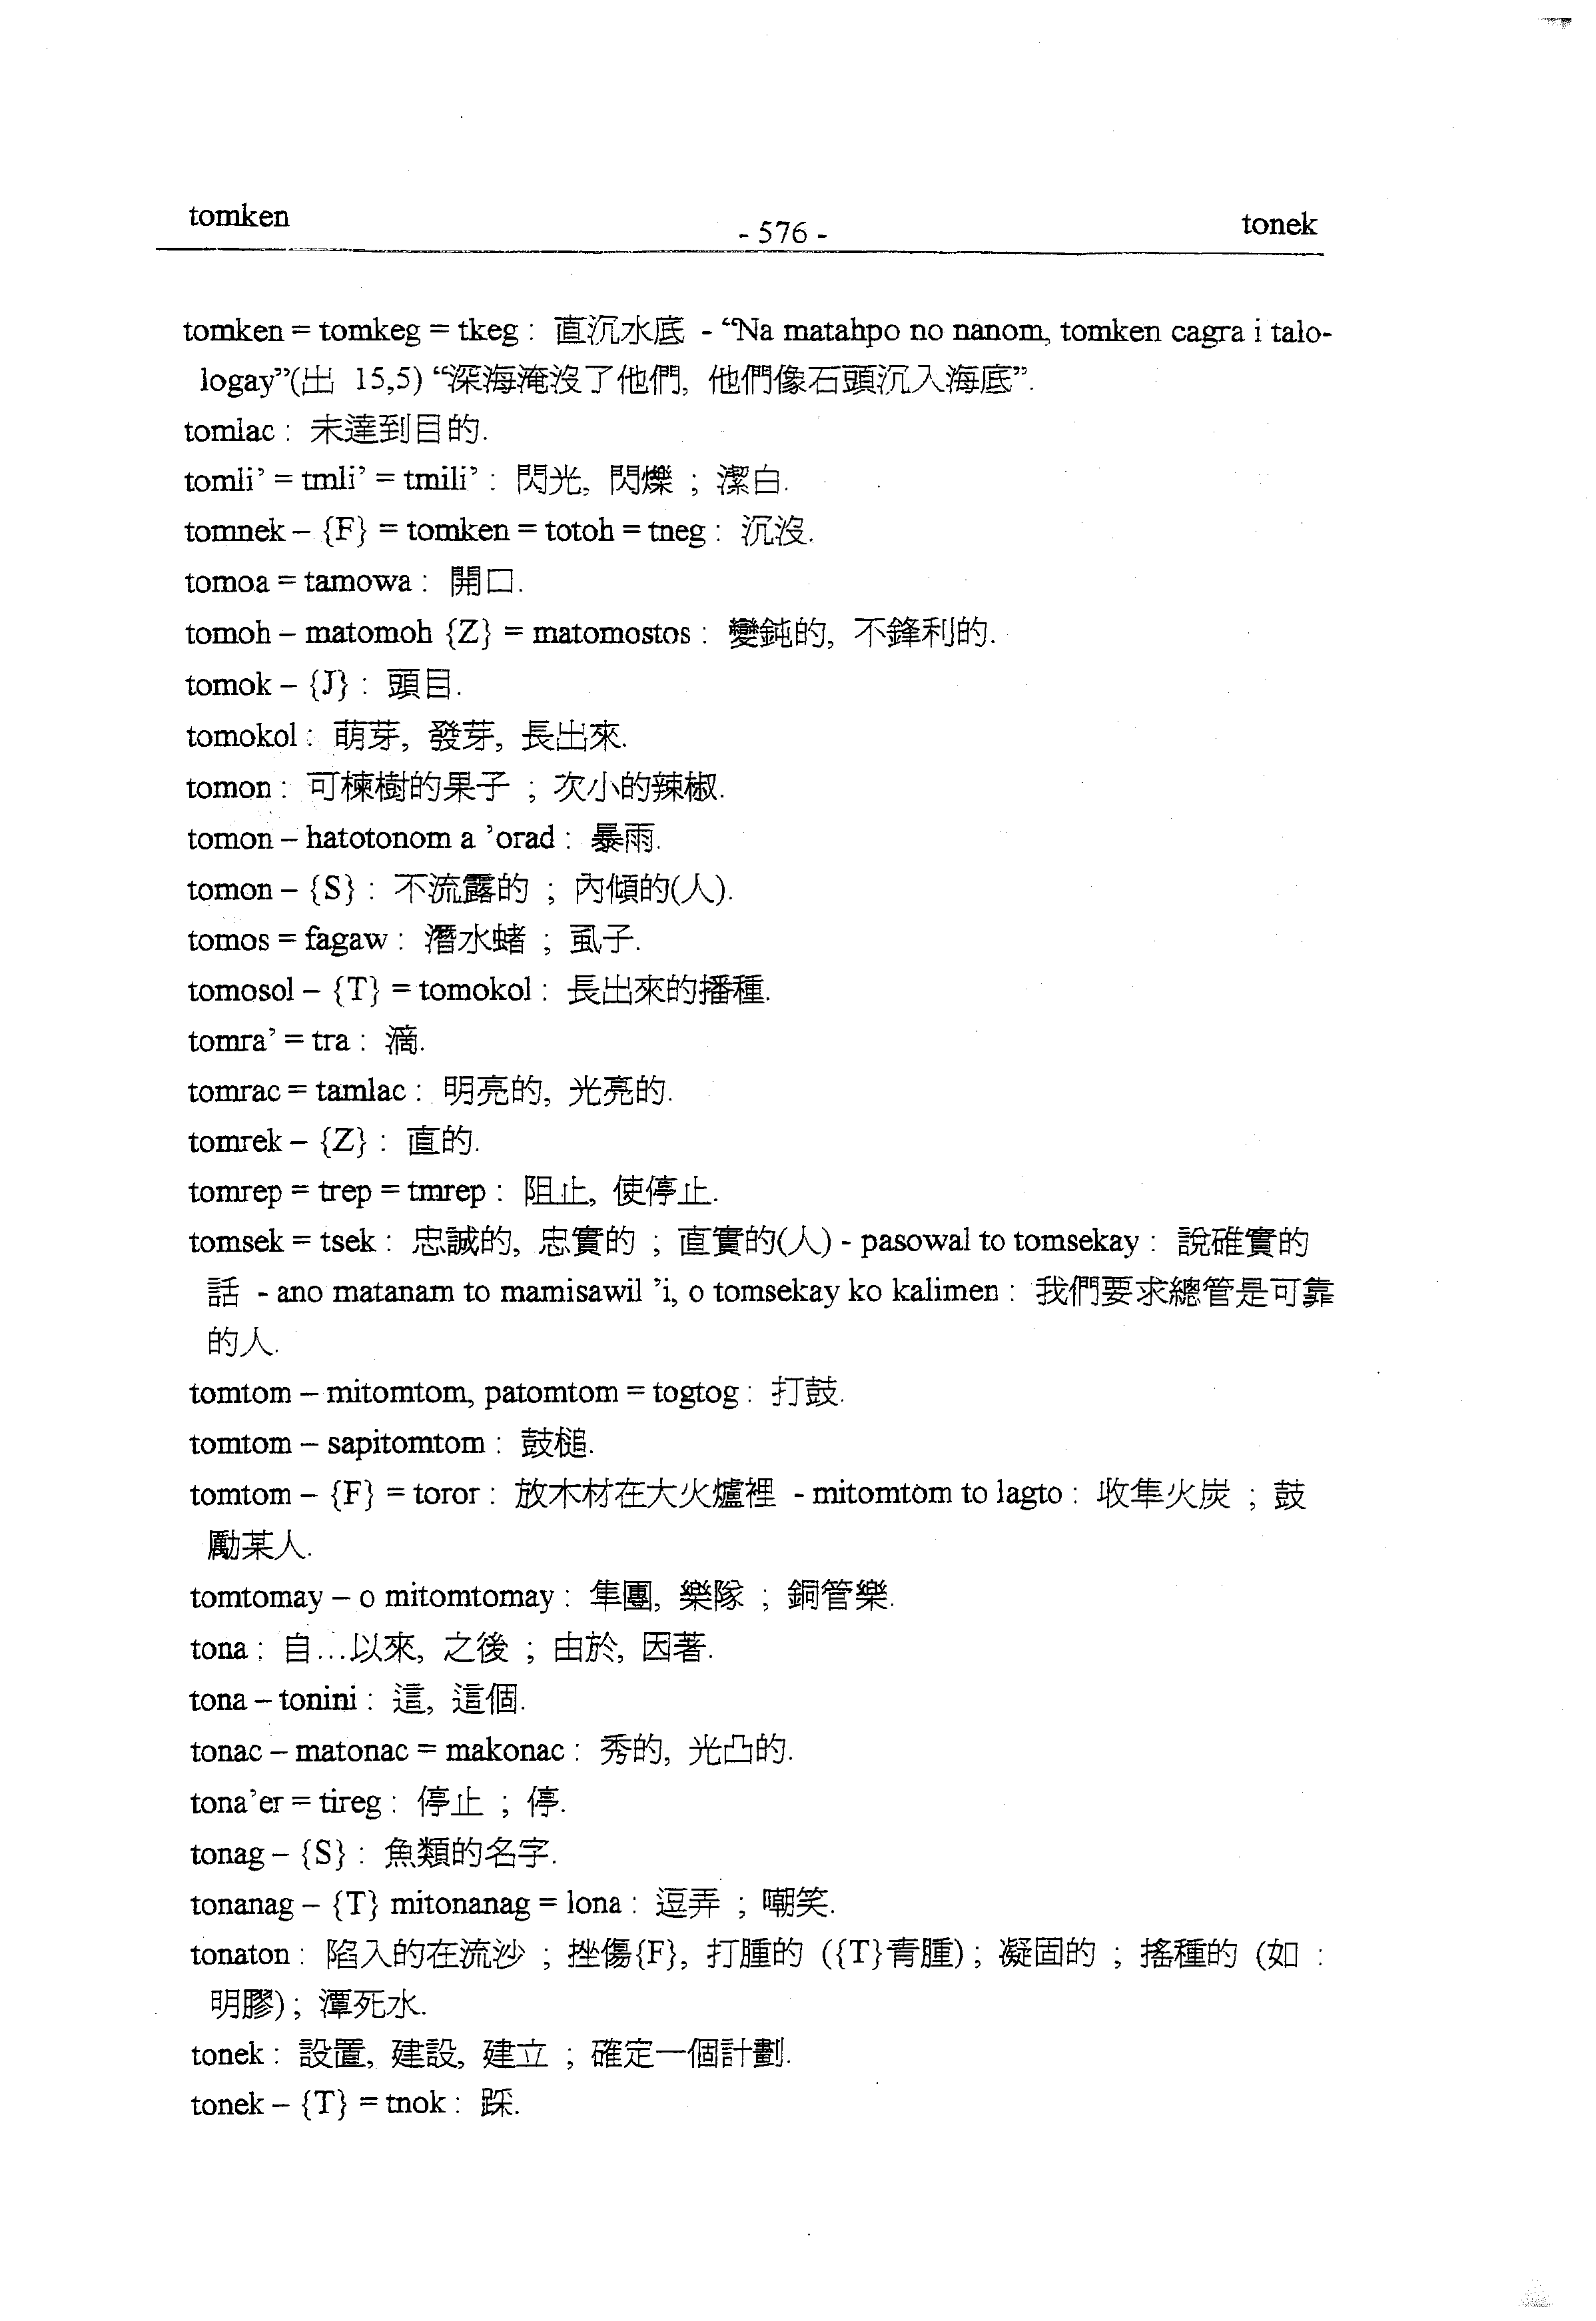 tomken
- 576 -
tonek
tomken = tomkeg = tkeg : 直沉水底 - “Na matahpo no nanom, tomken cagra i talo-
logay”(出 15,5) “深海淹沒了他們, 他們像石頭沉入海底”.
tomlac : 未達到目的.
tomli’ = tmli’ = tmili’ : 閃光, 閃爍 ; 潔白.
tomnek – {F} = tomken = totoh = tneg : 沉沒.
tomoa = tamowa : 開口.
tomoh – matomoh {Z} = matomostos : 變鈍的, 不鋒利的.
tomok – {J} : 頭目.
tomokol : 萌芽, 發芽, 長出來.
tomon : 可楝樹的果子 ; 次小的辣椒.
tomon – hatotonom a ’orad : 暴雨.
tomon – {S} : 不流露的 ; 內傾的(人).
tomos = fagaw : 潛水蝫 ; 虱子.
tomosol – {T} = tomokol : 長出來的播種.
tomra’ = tra : 滴.
tomrac = tamlac : 明亮的, 光亮的.
tomrek – {Z} : 直的.
tomrep = trep = tmrep : 阻止, 使停止.
tomsek = tsek : 忠誠的, 忠實的 ; 直實的(人) - pasowal to tomsekay : 說確實的
話 - ano matanam to mamisawil ’i, o tomsekay ko kalimen : 我們要求總管是可靠
的人.
tomtom – mitomtom, patomtom = togtog : 打鼓.
tomtom – sapitomtom : 鼓槌.
tomtom – {F} = toror : 放木材在大火爐裡 - mitomtom to lagto : 收隼火炭 ; 鼓
勵某人.
tomtomay – o mitomtomay : 隼團, 樂隊 ; 銅管樂.
tona : 自…以來, 之後 ; 由於, 因著.
tona – tonini : 這, 這個.
tonac – matonac = makonac : 秀的, 光凸的.
tona’er = tireg : 停止 ; 停.
tonag – {S} : 魚類的名字.
tonanag – {T} mitonanag = lona : 逗弄 ; 嘲笑.
tonaton : 陷入的在流沙 ; 挫傷{F}, 打腫的 ({T}青腫) ; 凝固的 ; 搖種的 (如 :
明膠) ; 潭死水.
tonek : 設置, 建設, 建立 ; 確定一個計劃.
tonek – {T} = tnok : 踩.